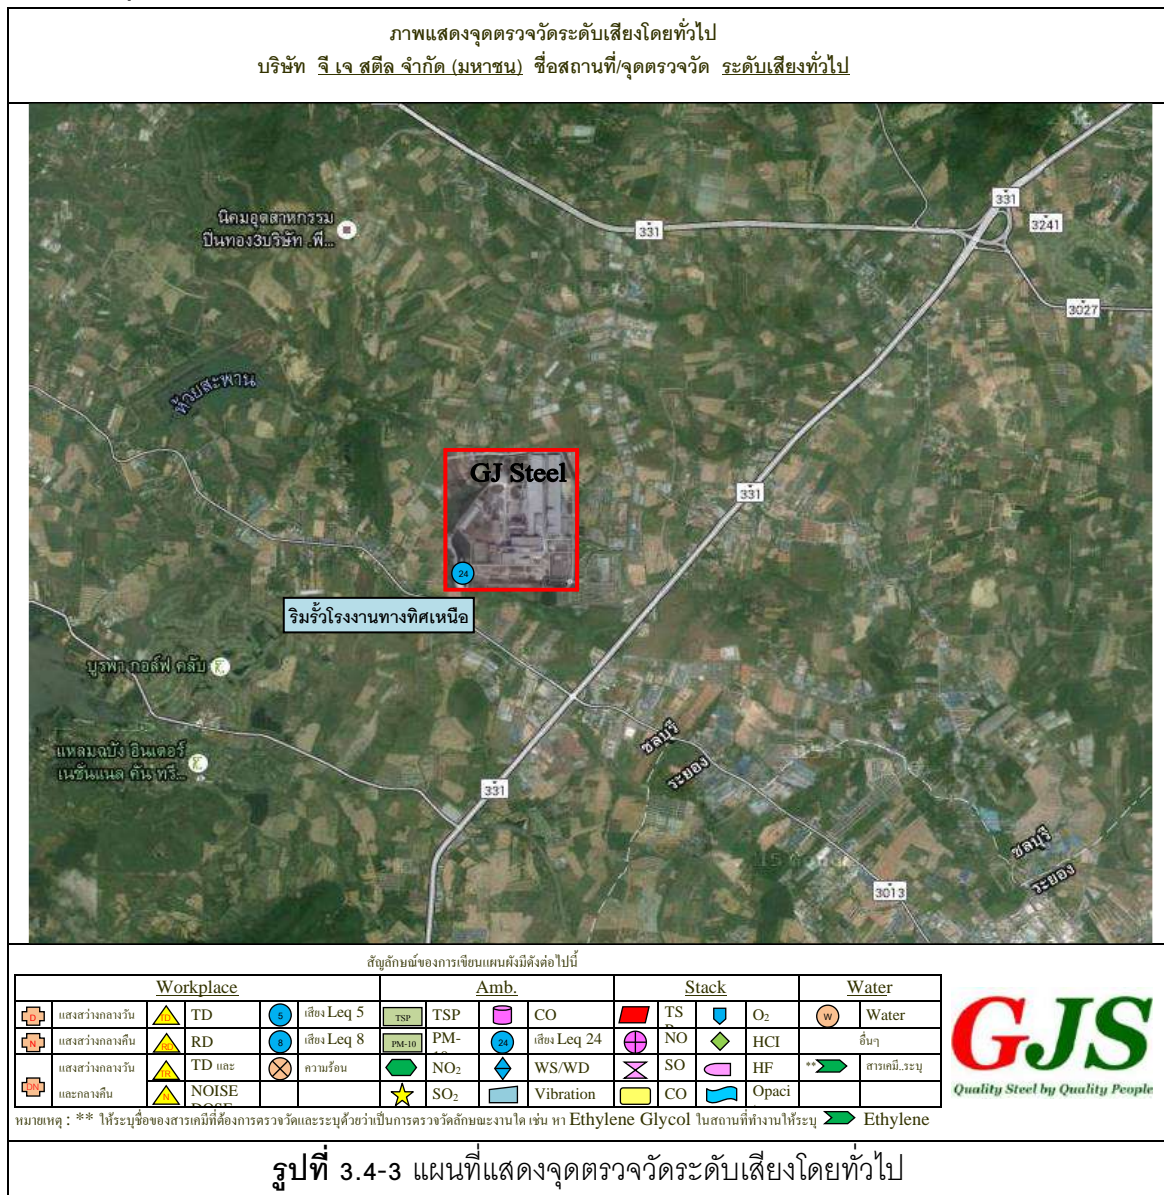 ภาพแสดงจุดตรวจวัดระดับเสียงโดยทั่วไป
บริษัท จี เจ สตีล จำกัด (มหาชน) ชื่อสถานที่/จุดตรวจวัด ระดับเสียงทั่วไป
นิคมอุตสาหกรรม
ปิ่นทอง3บริษัท .พี...
331
331
3241
3027
ห้วยสะพาน
GJ Steel
331
24
ริมรั้วโรงงานทางทิศเหนือ
บูรพา กอล์ฟ คลับ
แหลมฉบัง อินเตอร์
เนชั่นแนล คัน ทรี...
331
ชลบุรี
ระยอง
ชลบุรี
ระยอง
3013
สัญลักษณ์ของการเขียนแผนผังมีดังต่อไปนี้
Workplace Amb. Stack Water
D แสงสว่างกลางวัน TD TD 5 เสียง Leq 5 TSP TSP CO TS O₂ W Water
N แสงสว่างกลางคืน RD RD 8 เสียง Leq 8 PM-10 PM- 24 เสียง Leq 24 NO HCI อื่นๆ
DN แสงสว่างกลางวัน TR TD และ ความร้อน NO₂ WS/WD SO HF ** สารเคมี..ระบุ
และกลางคืน N NOISE SO₂ Vibration CO Opaci
GJS
Quality Steel by Quality People
หมายเหตุ : ** ให้ระบุชื่อของสารเคมีที่ต้องการตรวจวัดและระบุด้วยว่าเป็นการตรวจวัดลักษณะงานใด เช่น หา Ethylene Glycol ในสถานที่ทำงานให้ระบุ Ethylene
รูปที่ 3.4-3 แผนที่แสดงจุดตรวจวัดระดับเสียงโดยทั่วไป